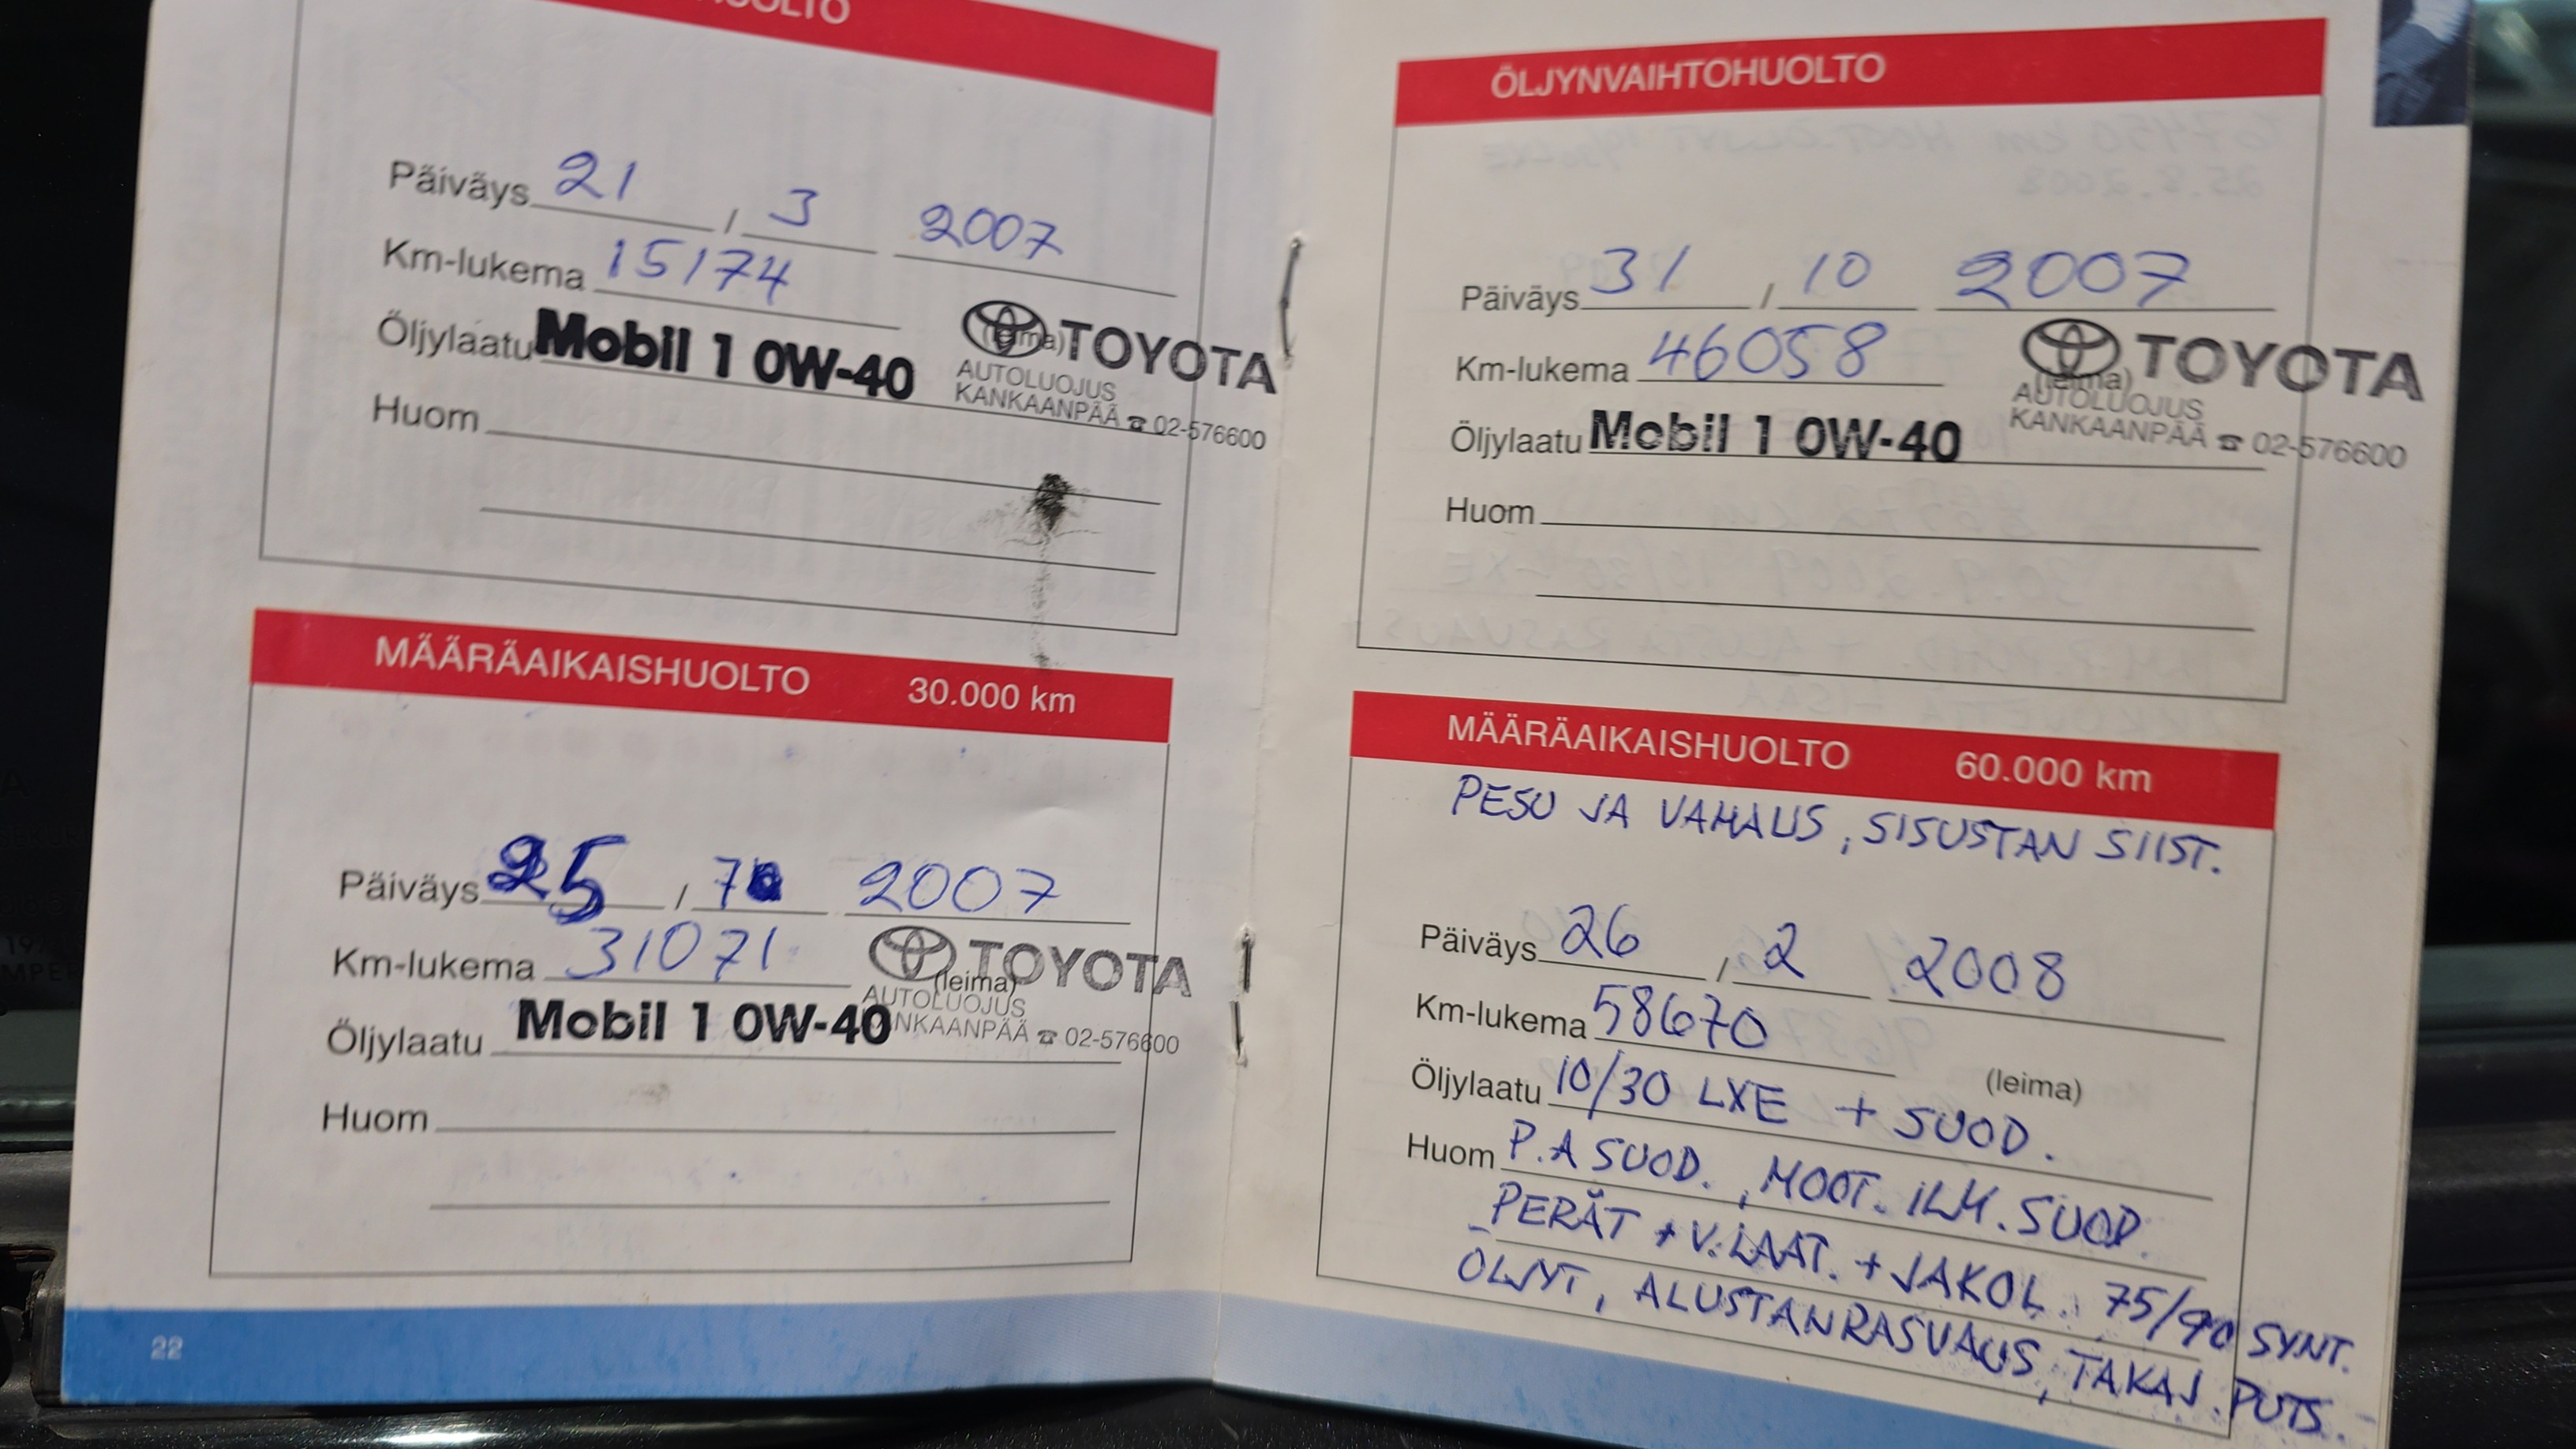 HUOLTO
Päiväys 21 / 3 2007
Km-lukema 15174
Öljylaatu Mobil 1 0W-40
(leima) TOYOTA
AUTOLUOJUS
KANKAANPÄÄ ☎ 02-576600
Huom
MÄÄRÄAIKAISHUOLTO 30.000 km
Päiväys 25 / 7 2007
Km-lukema 31071
(leima) TOYOTA
AUTOLUOJUS
KANKAANPÄÄ ☎ 02-576600
Öljylaatu Mobil 1 0W-40
Huom
22
ÖLJYNVAIHTOHUOLTO
Päiväys 31 / 10 2007
Km-lukema 46058
(leima) TOYOTA
AUTOLUOJUS
KANKAANPÄÄ ☎ 02-576600
Öljylaatu Mobil 1 0W-40
Huom
MÄÄRÄAIKAISHUOLTO 60.000 km
PESU JA VAHAUS, SISUSTAN SIIST.
Päiväys 26 / 2 2008
Km-lukema 58670
(leima)
Öljylaatu 10/30 LXE + SUOD.
Huom P.A SUOD., MOOT. ILM. SUOD.
PERÄT + V.LAAT. + JAKOL. 75/90 SYNT.
ÖLJYT, ALUSTANRASVAUS, TAKAJ. PUTS.